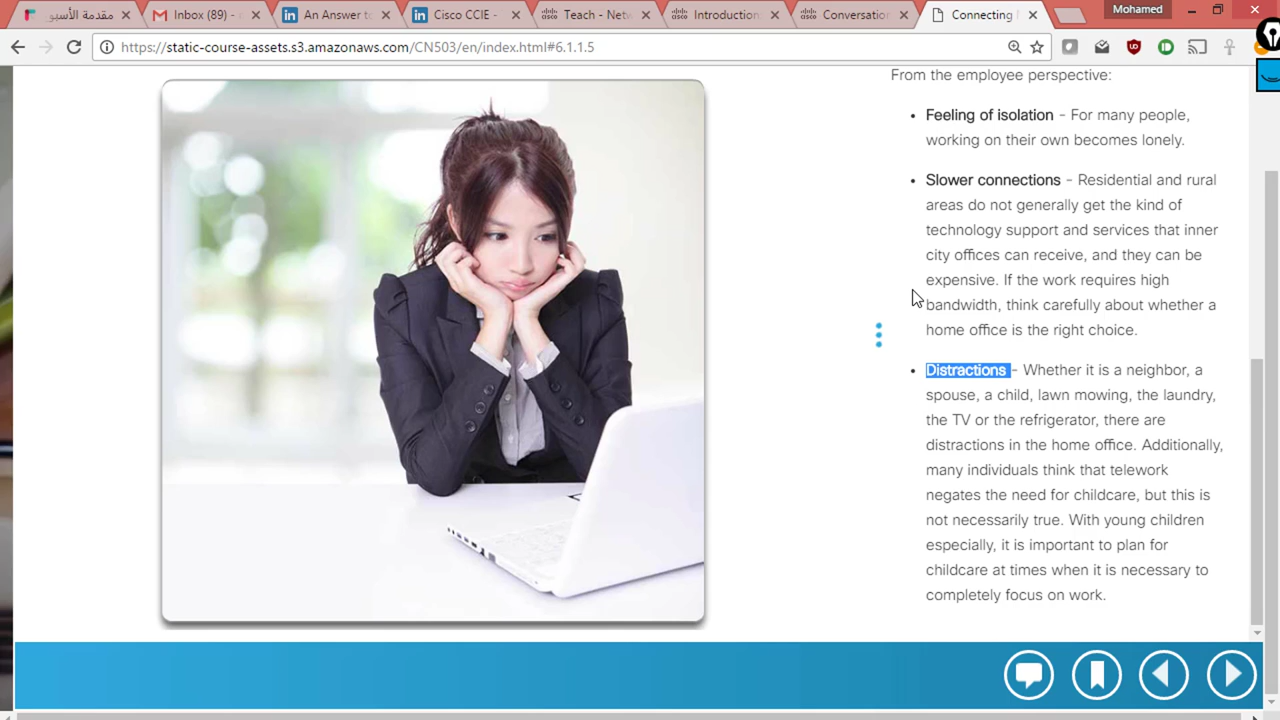 مقدمة الأسبو
Inbox (89) -
An Answer to
Cisco CCIE -
Teach - Net
Introduction
Conversation
Connecting
Mohamed
https://static-course-assets.s3.amazonaws.com/CN503/en/index.html#6.1.1.5
From the employee perspective:
• Feeling of isolation - For many people,
working on their own becomes lonely.
• Slower connections - Residential and rural
areas do not generally get the kind of
technology support and services that inner
city offices can receive, and they can be
expensive. If the work requires high
bandwidth, think carefully about whether a
home office is the right choice.
• Distractions - Whether it is a neighbor, a
spouse, a child, lawn mowing, the laundry,
the TV or the refrigerator, there are
distractions in the home office. Additionally,
many individuals think that telework
negates the need for childcare, but this is
not necessarily true. With young children
especially, it is important to plan for
childcare at times when it is necessary to
completely focus on work.